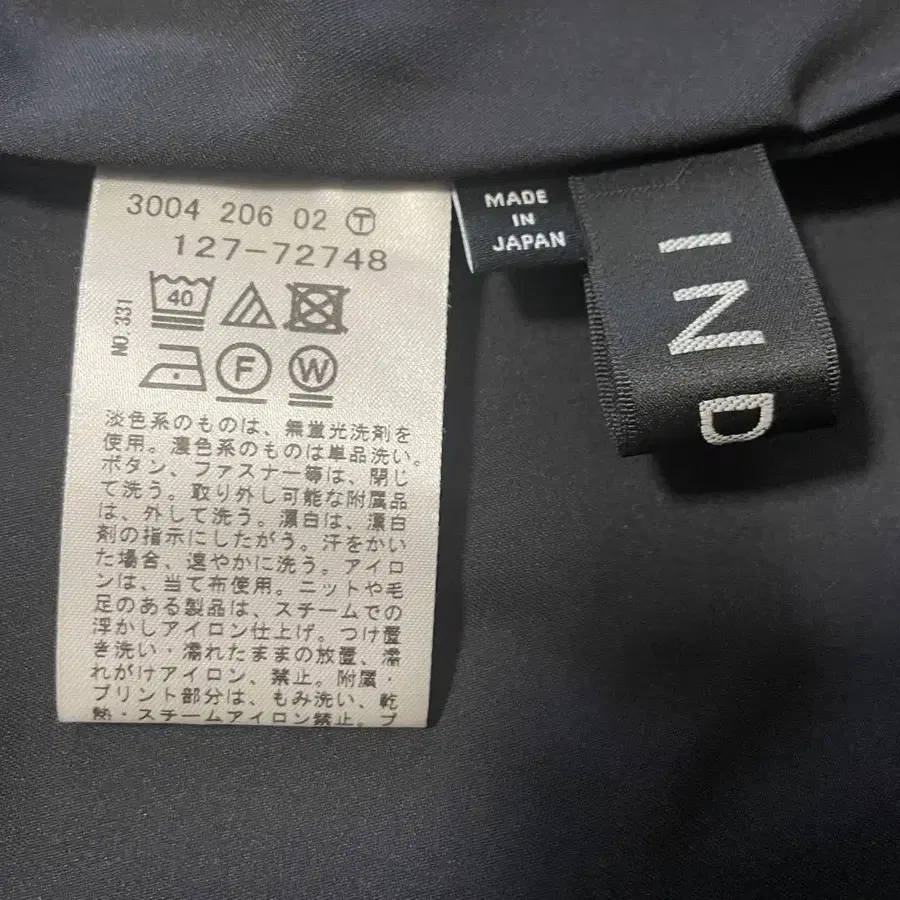 3004 206 02 Ⓣ
127-72748
NO.331
40
F
W
淡色系のものは、無蛍光洗剤を
使用。濃色系のものは単品洗い。
ボタン、ファスナー等は、閉じ
て洗う。取り外し可能な附属品
は、外して洗う。漂白は、漂白
剤の指示にしたがう。汗をかい
た場合、速やかに洗う。アイロ
ンは、当て布使用。ニットや毛
足のある製品は、スチームでの
浮かしアイロン仕上げ。つけ置
き洗い・濡れたままの放置、濡
れがけアイロン、禁止。附属・
プリント部分は、もみ洗い、乾
熱・スチームアイロン禁止。プ
MADE
IN
JAPAN
IND